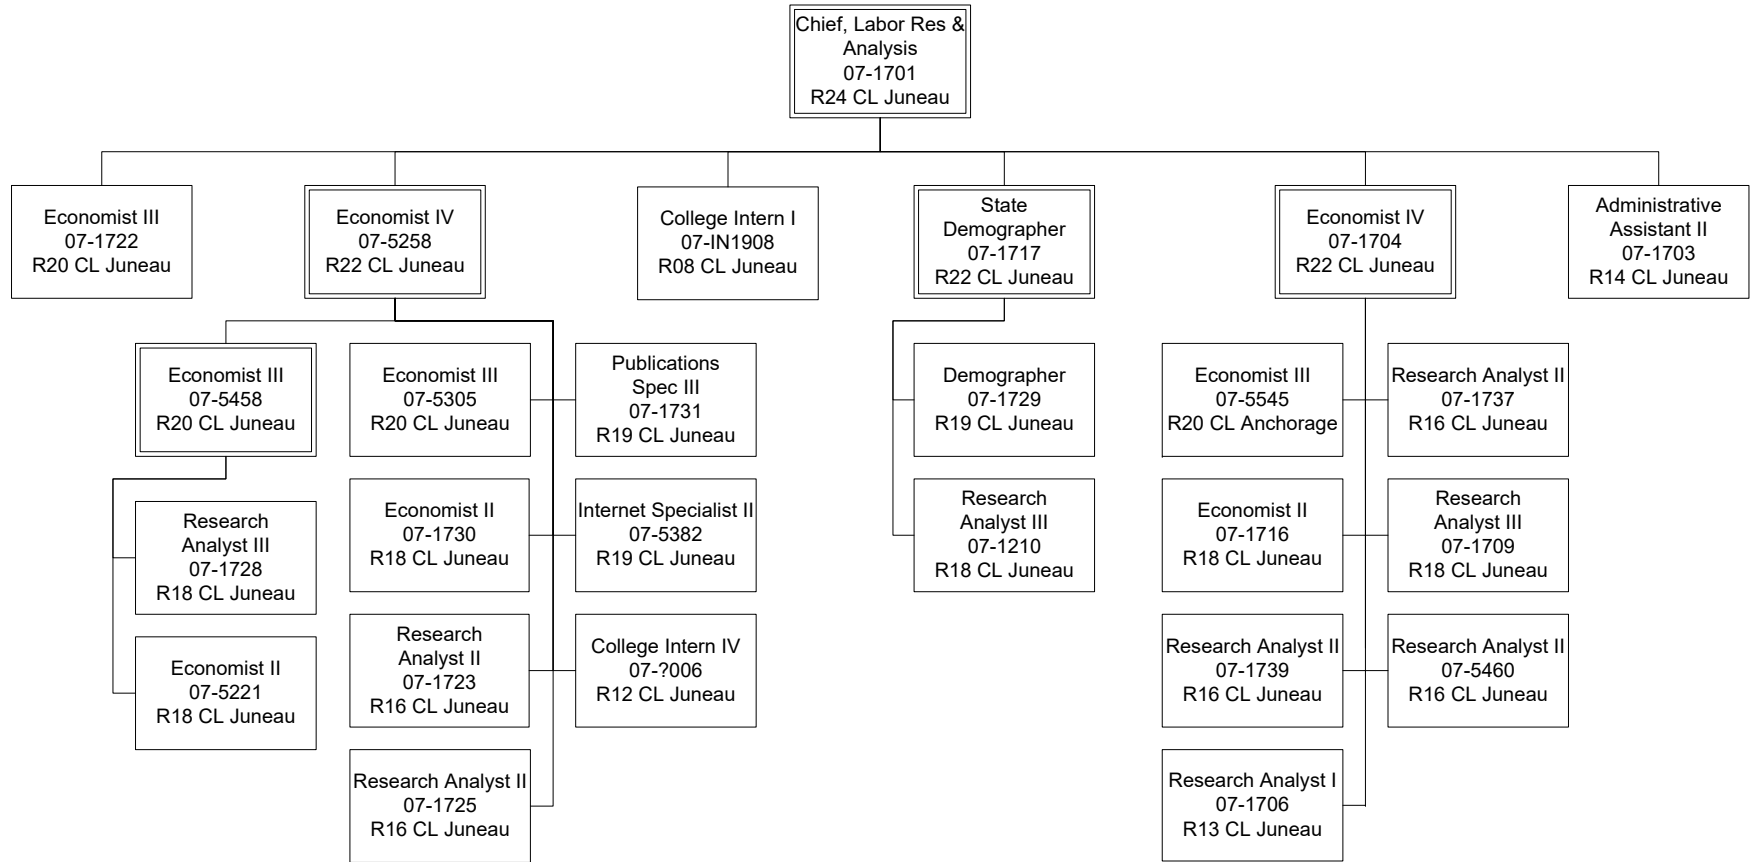 Chief, Labor Res &
Analysis
07-1701
R24 CL Juneau
Economist III
07-1722
R20 CL Juneau
Economist IV
07-5258
R22 CL Juneau
College Intern I
07-IN1908
R08 CL Juneau
State
Demographer
07-1717
R22 CL Juneau
Economist IV
07-1704
R22 CL Juneau
Administrative
Assistant II
07-1703
R14 CL Juneau
Economist III
07-5458
R20 CL Juneau
Economist III
07-5305
R20 CL Juneau
Publications
Spec III
07-1731
R19 CL Juneau
Demographer
07-1729
R19 CL Juneau
Economist III
07-5545
R20 CL Anchorage
Research Analyst II
07-1737
R16 CL Juneau
Research
Analyst III
07-1728
R18 CL Juneau
Economist II
07-1730
R18 CL Juneau
Internet Specialist II
07-5382
R19 CL Juneau
Research
Analyst III
07-1210
R18 CL Juneau
Economist II
07-1716
R18 CL Juneau
Research
Analyst III
07-1709
R18 CL Juneau
Economist II
07-5221
R18 CL Juneau
Research
Analyst II
07-1723
R16 CL Juneau
College Intern IV
07-?006
R12 CL Juneau
Research Analyst II
07-1739
R16 CL Juneau
Research Analyst II
07-5460
R16 CL Juneau
Research Analyst II
07-1725
R16 CL Juneau
Research Analyst I
07-1706
R13 CL Juneau